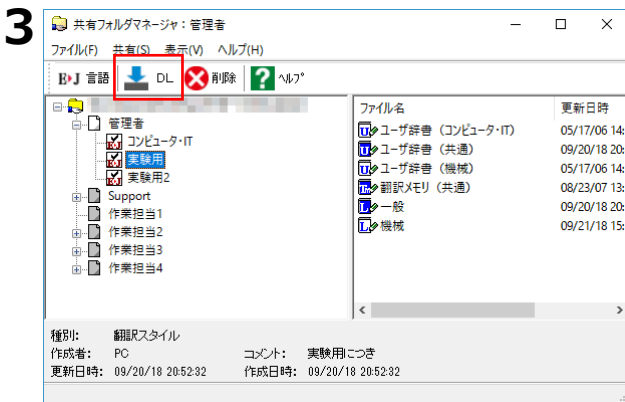 3
共有フォルダマネージャ：管理者
ファイル(F) 共有(S) 表示(V) ヘルプ(H)
E›J 言語 DL 削除 ? ﾍﾙﾌﾟ
管理者
コンピュータ・IT
実験用
実験用2
Support
作業担当1
作業担当2
作業担当3
作業担当4
ファイル名 更新日時
ユーザ辞書（コンピュータ・IT） 05/17/06 14:
ユーザ辞書（共通） 09/20/18 20:
ユーザ辞書（機械） 05/17/06 14:
翻訳メモリ（共通） 08/23/07 13:
一般 09/20/18 20:
機械 09/21/18 15:
種別: 翻訳スタイル
作成者: PC コメント: 実験用につき
更新日時: 09/20/18 20:52:32 作成日時: 09/20/18 20:52:32